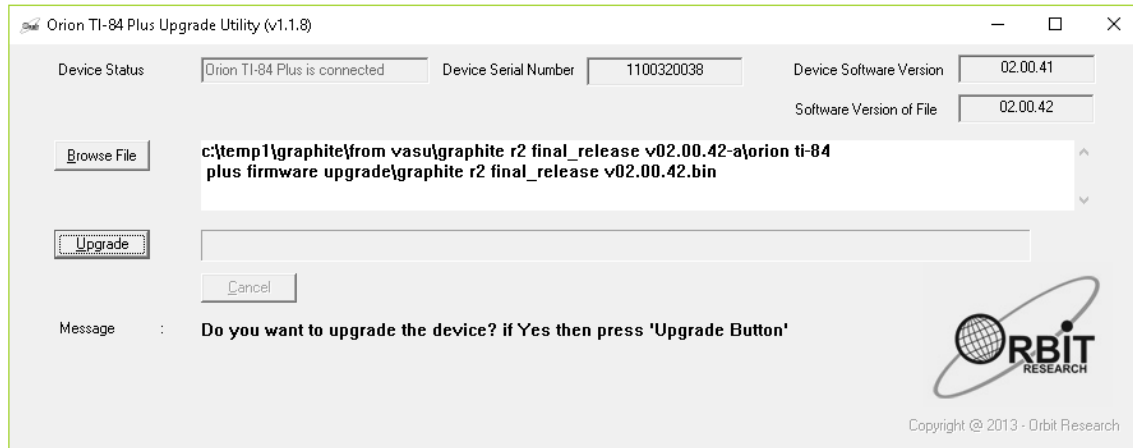 Orion TI-84 Plus Upgrade Utility (v1.1.8)
Device Status
Orion TI-84 Plus is connected
Device Serial Number
1100320038
Device Software Version
02.00.41
Software Version of File
02.00.42
Browse File
c:\temp1\graphite\from vasu\graphite r2 final_release v02.00.42-a\orion ti-84
plus firmware upgrade\graphite r2 final_release v02.00.42.bin
Upgrade
Cancel
Message :
Do you want to upgrade the device? if Yes then press 'Upgrade Button'
ORBIT
RESEARCH
Copyright @ 2013 - Orbit Research